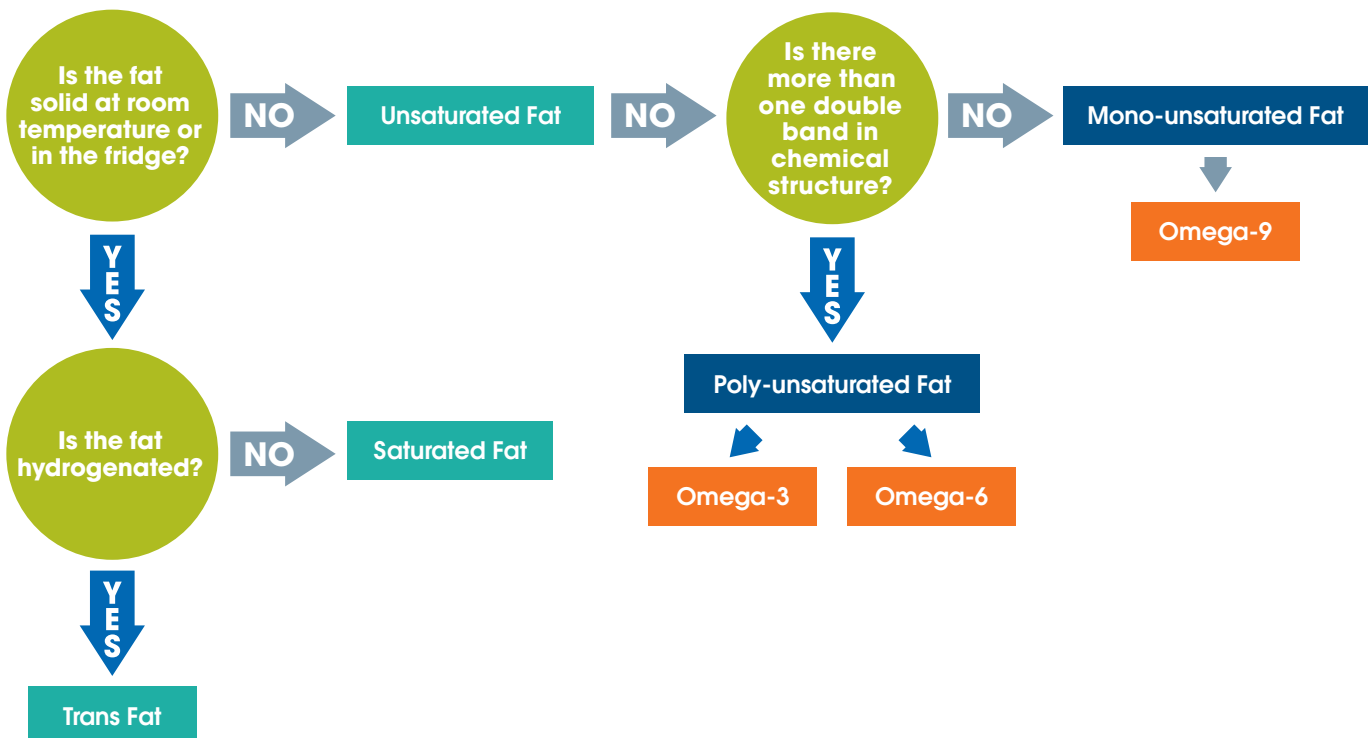 Is the fat
solid at room
temperature or
in the fridge?
NO
Unsaturated Fat
NO
Is there
more than
one double
band in
chemical
structure?
NO
Mono-unsaturated Fat
Omega-9
YES
YES
Poly-unsaturated Fat
Omega-3
Omega-6
Is the fat
hydrogenated?
NO
Saturated Fat
YES
Trans Fat